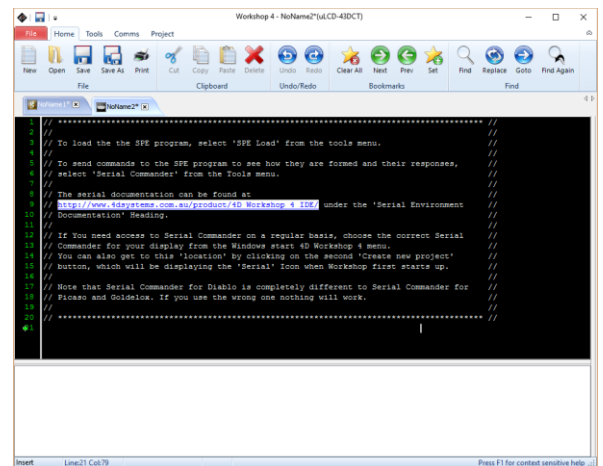 Workshop 4 - NoName2*(uLCD-43DCT)
File Home Tools Comms Project
New Open Save Save As Print Cut Copy Paste Delete Undo Redo Clear All Next Prev Set Find Replace Goto Find Again
File Clipboard Undo/Redo Bookmarks Find
NoName1* NoName2*
1 // ************************************************************************************** //
2 // //
3 // To load the the SPE program, select 'SPE Load' from the tools menu. //
4 // //
5 // To send commands to the SPE program to see how they are formed and their responses, //
6 // select 'Serial Commander' from the Tools menu. //
7 // //
8 // The serial documentation can be found at //
9 // http://www.4dsystems.com.au/product/4D_Workshop_4_IDE/ under the 'Serial Environment //
10 // Documentation' Heading. //
11 // //
12 // If You need access to Serial Commander on a regular basis, choose the correct Serial //
13 // Commander for your display from the Windows start 4D Workshop 4 menu. //
14 // You can also get to this 'location' by clicking on the second 'Create new project' //
15 // button, which will be displaying the 'Serial' Icon when Workshop first starts up. //
16 // //
17 // Note that Serial Commander for Diablo is completely different to Serial Commander for //
18 // Picaso and Goldelox. If you use the wrong one nothing will work. //
19 // //
20 // ************************************************************************************** //
21
Insert Line:21 Col:79 Press F1 for context sensitive help